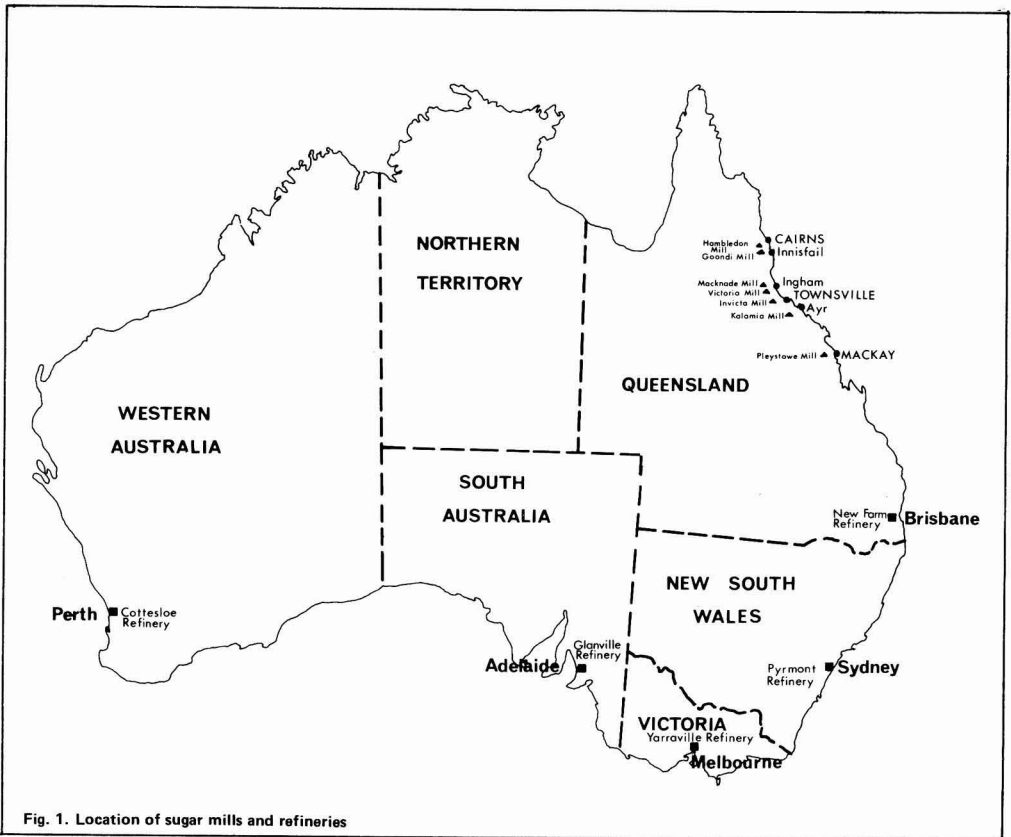 NORTHERN
TERRITORY
CAIRNS
Hambledon
Mill
Innisfail
Goondi Mill
Macknade Mill
Ingham
Victoria Mill
TOWNSVILLE
Invicta Mill
Ayr
Kalamia Mill
Pleystowe Mill
MACKAY
QUEENSLAND
WESTERN
AUSTRALIA
SOUTH
AUSTRALIA
New Farm
Refinery
Brisbane
NEW SOUTH
WALES
Perth
Cottesloe
Refinery
Glanville
Refinery
Adelaide
Pyrmont
Refinery
Sydney
VICTORIA
Yarraville Refinery
Melbourne
Fig. 1. Location of sugar mills and refineries